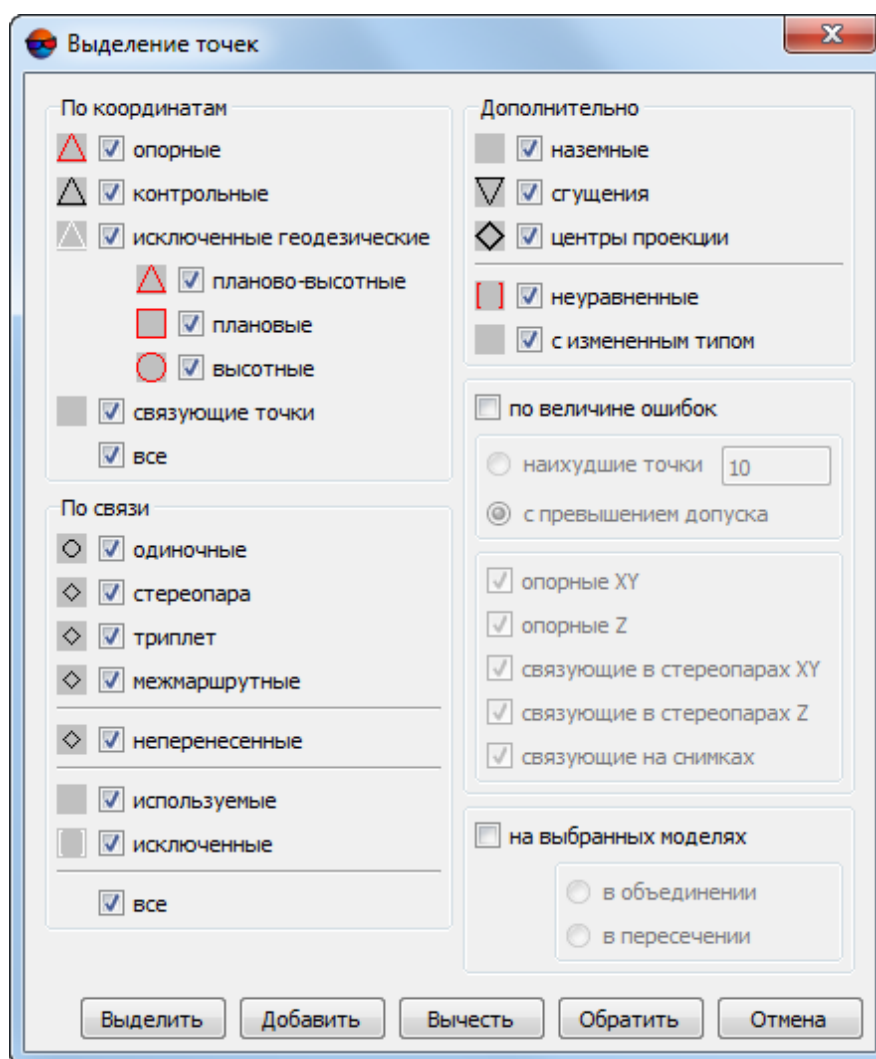 Выделение точек
По координатам
опорные
контрольные
исключенные геодезические
планово-высотные
плановые
высотные
связующие точки
все
По связи
одиночные
стереопара
триплет
межмаршрутные
неперенесенные
используемые
исключенные
все
Дополнительно
наземные
сгущения
центры проекции
неуравненные
с измененным типом
по величине ошибок
наихудшие точки 10
с превышением допуска
опорные XY
опорные Z
связующие в стереопарах XY
связующие в стереопарах Z
связующие на снимках
на выбранных моделях
в объединении
в пересечении
Выделить Добавить Вычесть Обратить Отмена